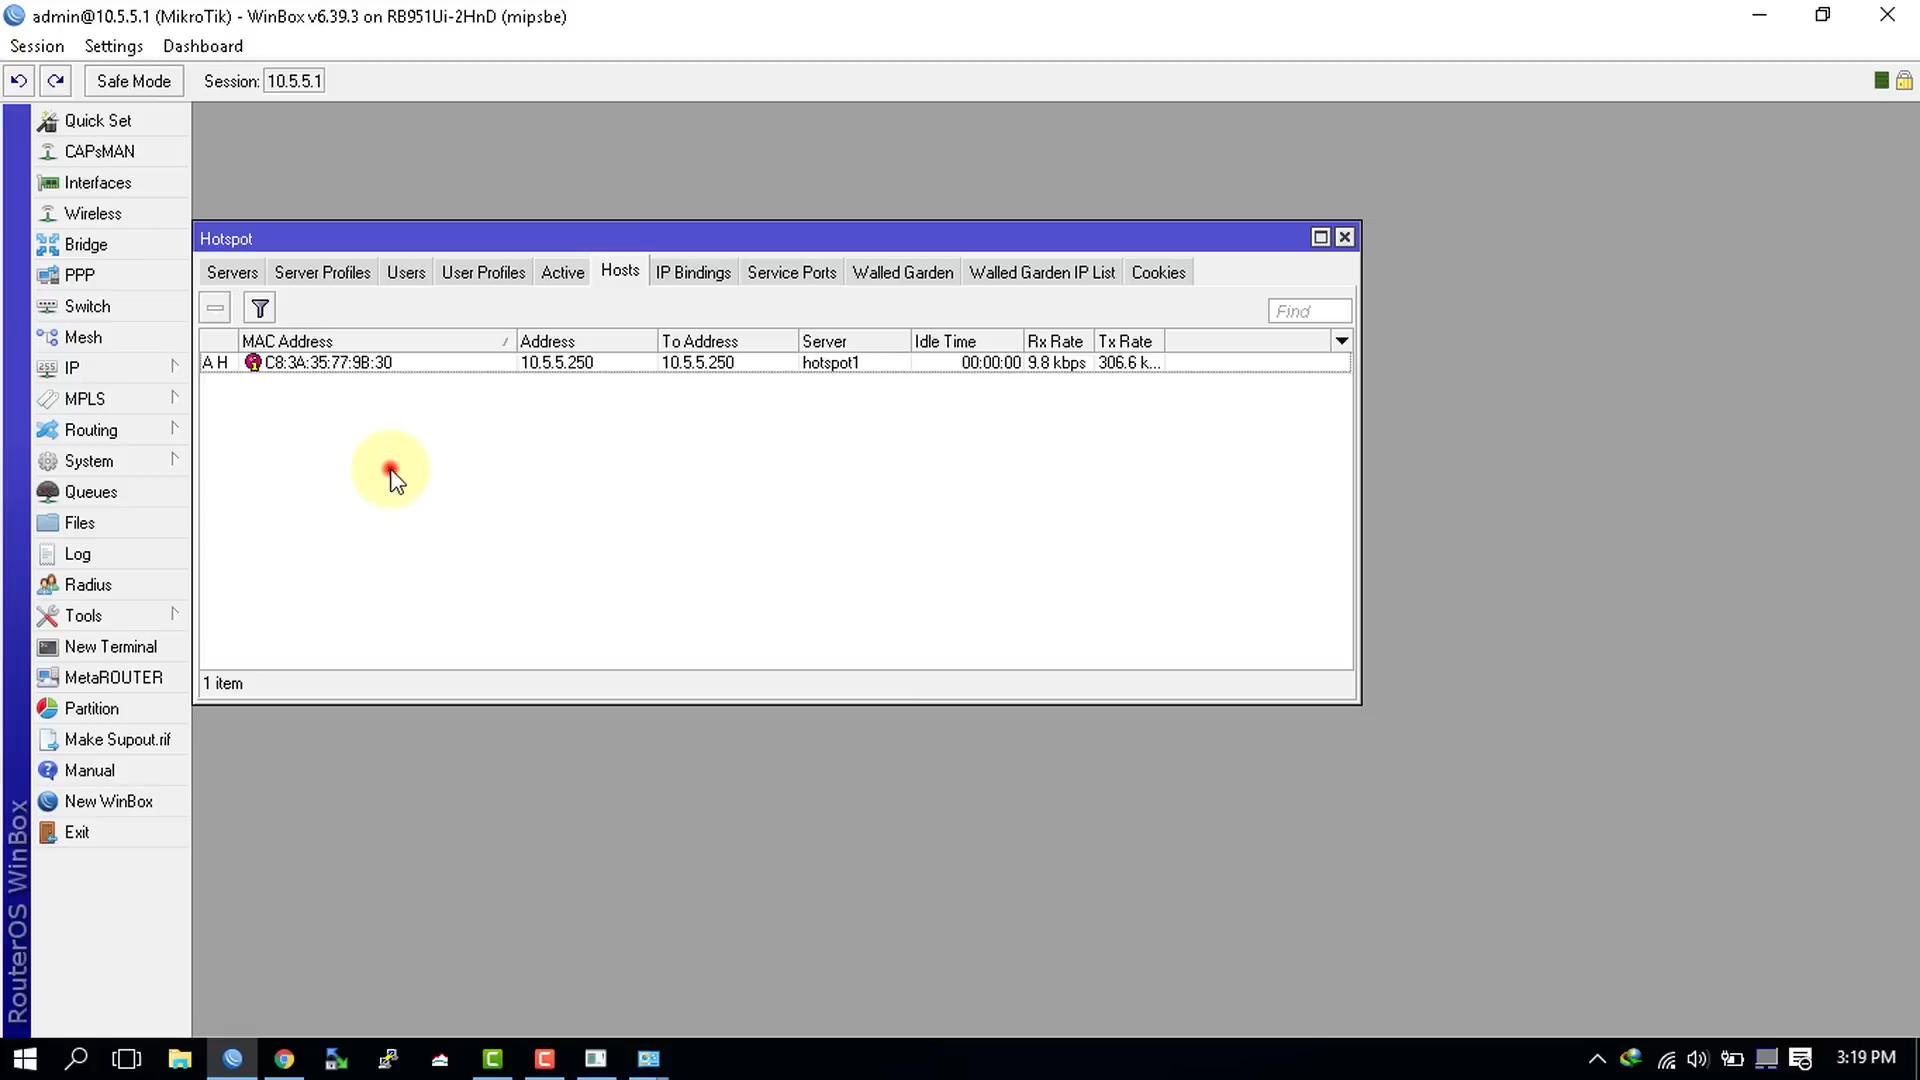 admin@10.5.5.1 (MikroTik) - WinBox v6.39.3 on RB951Ui-2HnD (mipsbe)
Session Settings Dashboard
Safe Mode Session: 10.5.5.1
Quick Set
CAPsMAN
Interfaces
Wireless
Bridge
PPP
Switch
Mesh
IP
MPLS
Routing
System
Queues
Files
Log
Radius
Tools
New Terminal
MetaROUTER
Partition
Make Supout.rif
Manual
New WinBox
Exit
RouterOS WinBox
Hotspot
Servers Server Profiles Users User Profiles Active Hosts IP Bindings Service Ports Walled Garden Walled Garden IP List Cookies
Find
MAC Address Address To Address Server Idle Time Rx Rate Tx Rate
A H C8:3A:35:77:9B:30 10.5.5.250 10.5.5.250 hotspot1 00:00:00 9.8 kbps 306.6 k...
1 item
3:19 PM